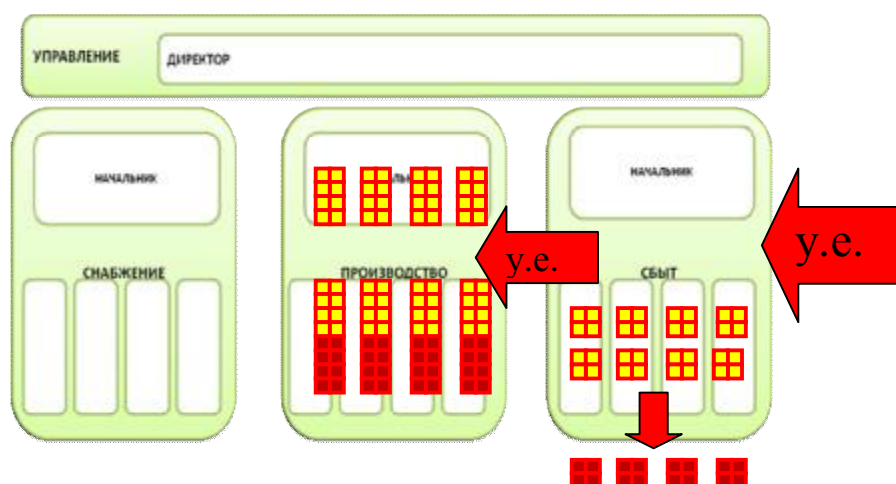 УПРАВЛЕНИЕ
ДИРЕКТОР
НАЧАЛЬНИК
НАЧАЛЬНИК
СНАБЖЕНИЕ
ПРОИЗВОДСТВО
у.е.
СБЫТ
у.е.